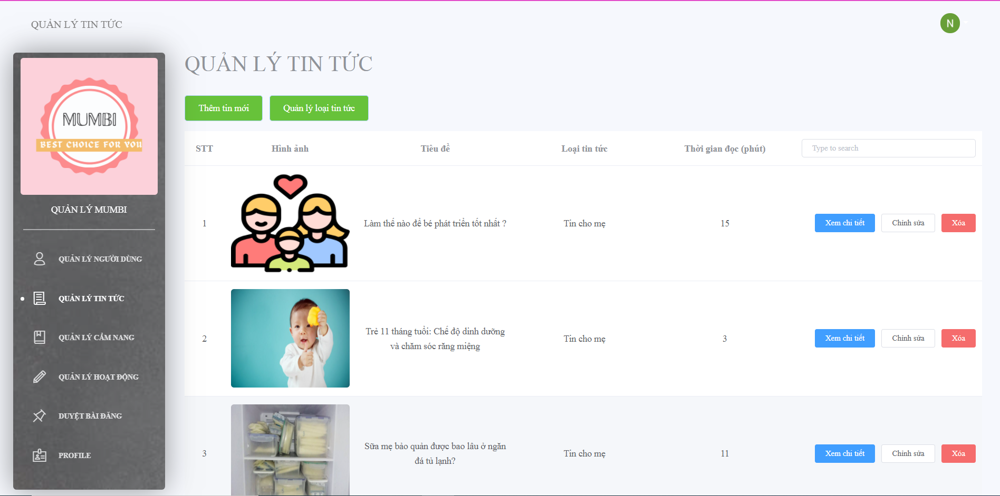 QUẢN LÝ TIN TỨC
N
MUMBI
BEST CHOICE FOR YOU
QUẢN LÝ MUMBI
QUẢN LÝ NGƯỜI DÙNG
QUẢN LÝ TIN TỨC
QUẢN LÝ CẨM NANG
QUẢN LÝ HOẠT ĐỘNG
DUYỆT BÀI ĐĂNG
PROFILE
QUẢN LÝ TIN TỨC
Thêm tin mới Quản lý loại tin tức
STT Hình ảnh Tiêu đề Loại tin tức Thời gian đọc (phút) Type to search
1 Làm thế nào để bé phát triển tốt nhất ? Tin cho mẹ 15 Xem chi tiết Chỉnh sửa Xóa
2 Trẻ 11 tháng tuổi: Chế độ dinh dưỡng
và chăm sóc răng miệng Tin cho mẹ 3 Xem chi tiết Chỉnh sửa Xóa
3 Sữa mẹ bảo quản được bao lâu ở ngăn
đá tủ lạnh? Tin cho mẹ 11 Xem chi tiết Chỉnh sửa Xóa